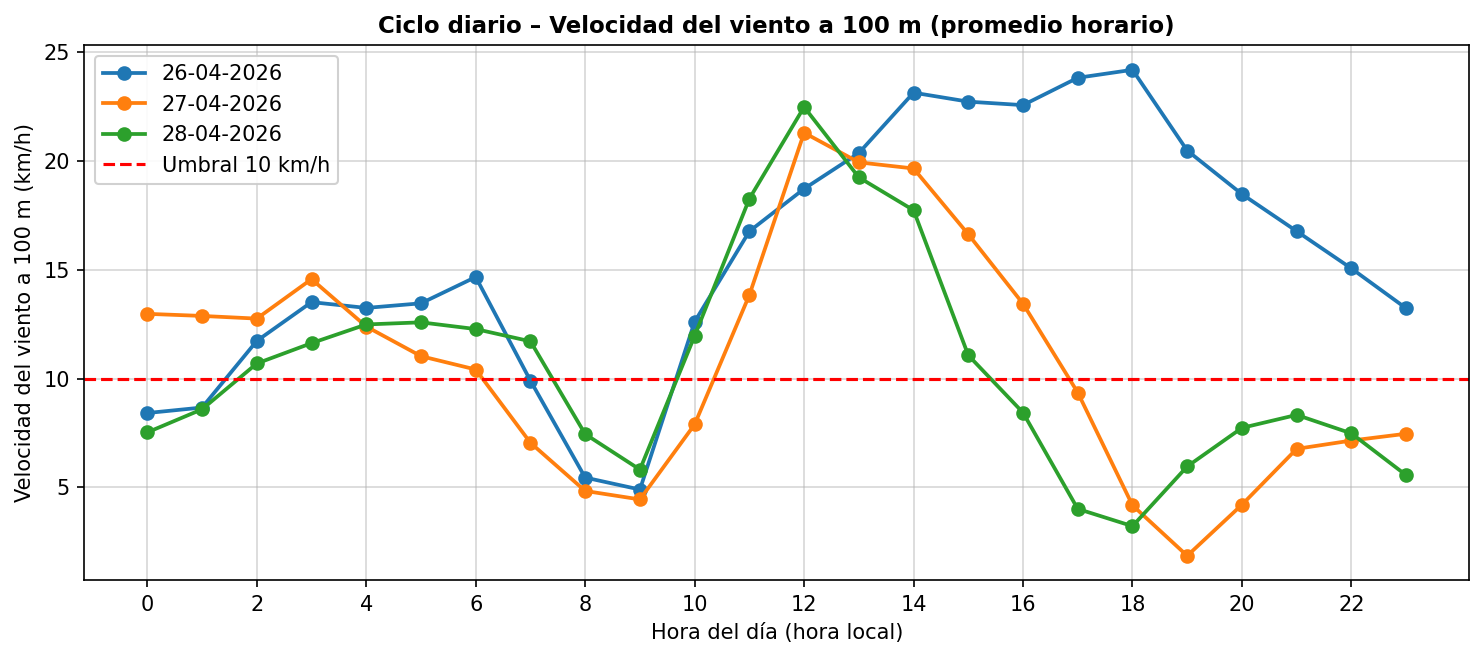 Ciclo diario – Velocidad del viento a 100 m (promedio horario)
Velocidad del viento a 100 m (km/h)
25
20
15
10
5
26-04-2026
27-04-2026
28-04-2026
Umbral 10 km/h
0 2 4 6 8 10 12 14 16 18 20 22
Hora del día (hora local)